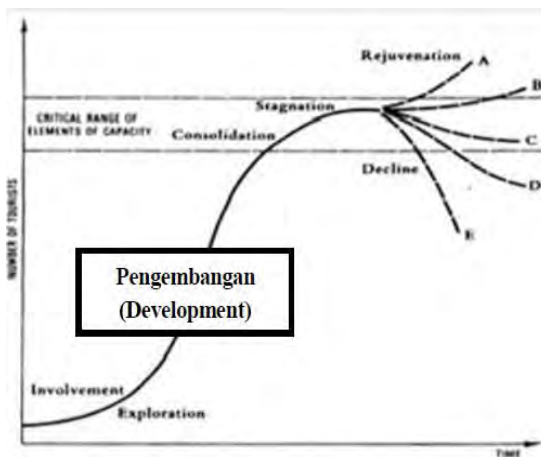 Rejuvenation
A
B
Stagnation
CRITICAL RANGE OF
ELEMENTS OF CAPACITY
Consolidation
C
Decline
D
E
NUMBER OF TOURISTS
Pengembangan
(Development)
Involvement
Exploration
TIME